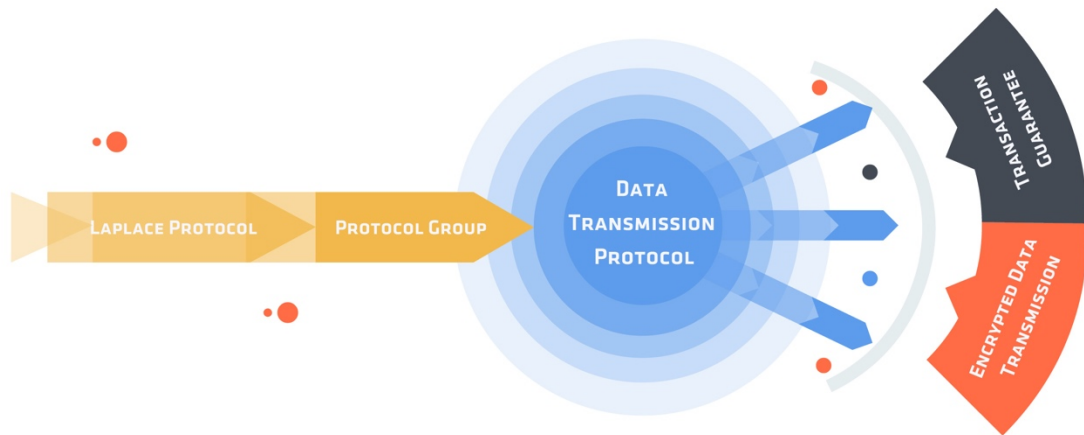 Laplace Protocol
Protocol Group
Data
Transmission
Protocol
Transaction
Guarantee
Encrypted Data
Transmission